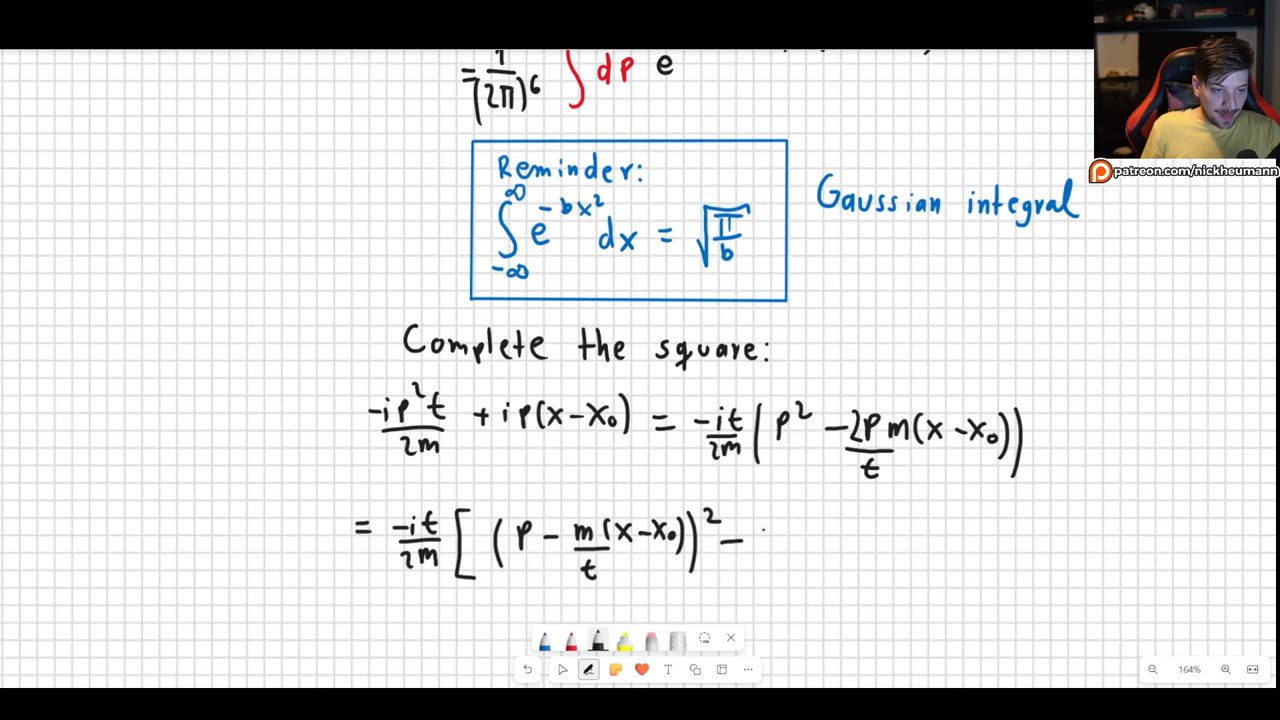 = 1/(2π)^6 ∫ dp e
patreon.com/nickheumann
Reminder:
∫_{-∞}^{∞} e^{-bx²} dx = √(π/b)
Gaussian integral
Complete the square:
-ip²t/2m + ip(x-x₀) = -it/2m (p² - 2pm(x-x₀)/t)
= -it/2m [ (p - m(x-x₀)/t)² -
164%